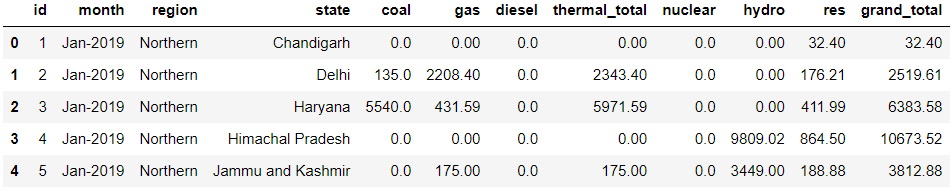 id month region state coal gas diesel thermal_total nuclear hydro res grand_total
0 1 Jan-2019 Northern Chandigarh 0.0 0.00 0.0 0.00 0.0 0.00 32.40 32.40
1 2 Jan-2019 Northern Delhi 135.0 2208.40 0.0 2343.40 0.0 0.00 176.21 2519.61
2 3 Jan-2019 Northern Haryana 5540.0 431.59 0.0 5971.59 0.0 0.00 411.99 6383.58
3 4 Jan-2019 Northern Himachal Pradesh 0.0 0.00 0.0 0.00 0.0 9809.02 864.50 10673.52
4 5 Jan-2019 Northern Jammu and Kashmir 0.0 175.00 0.0 175.00 0.0 3449.00 188.88 3812.88